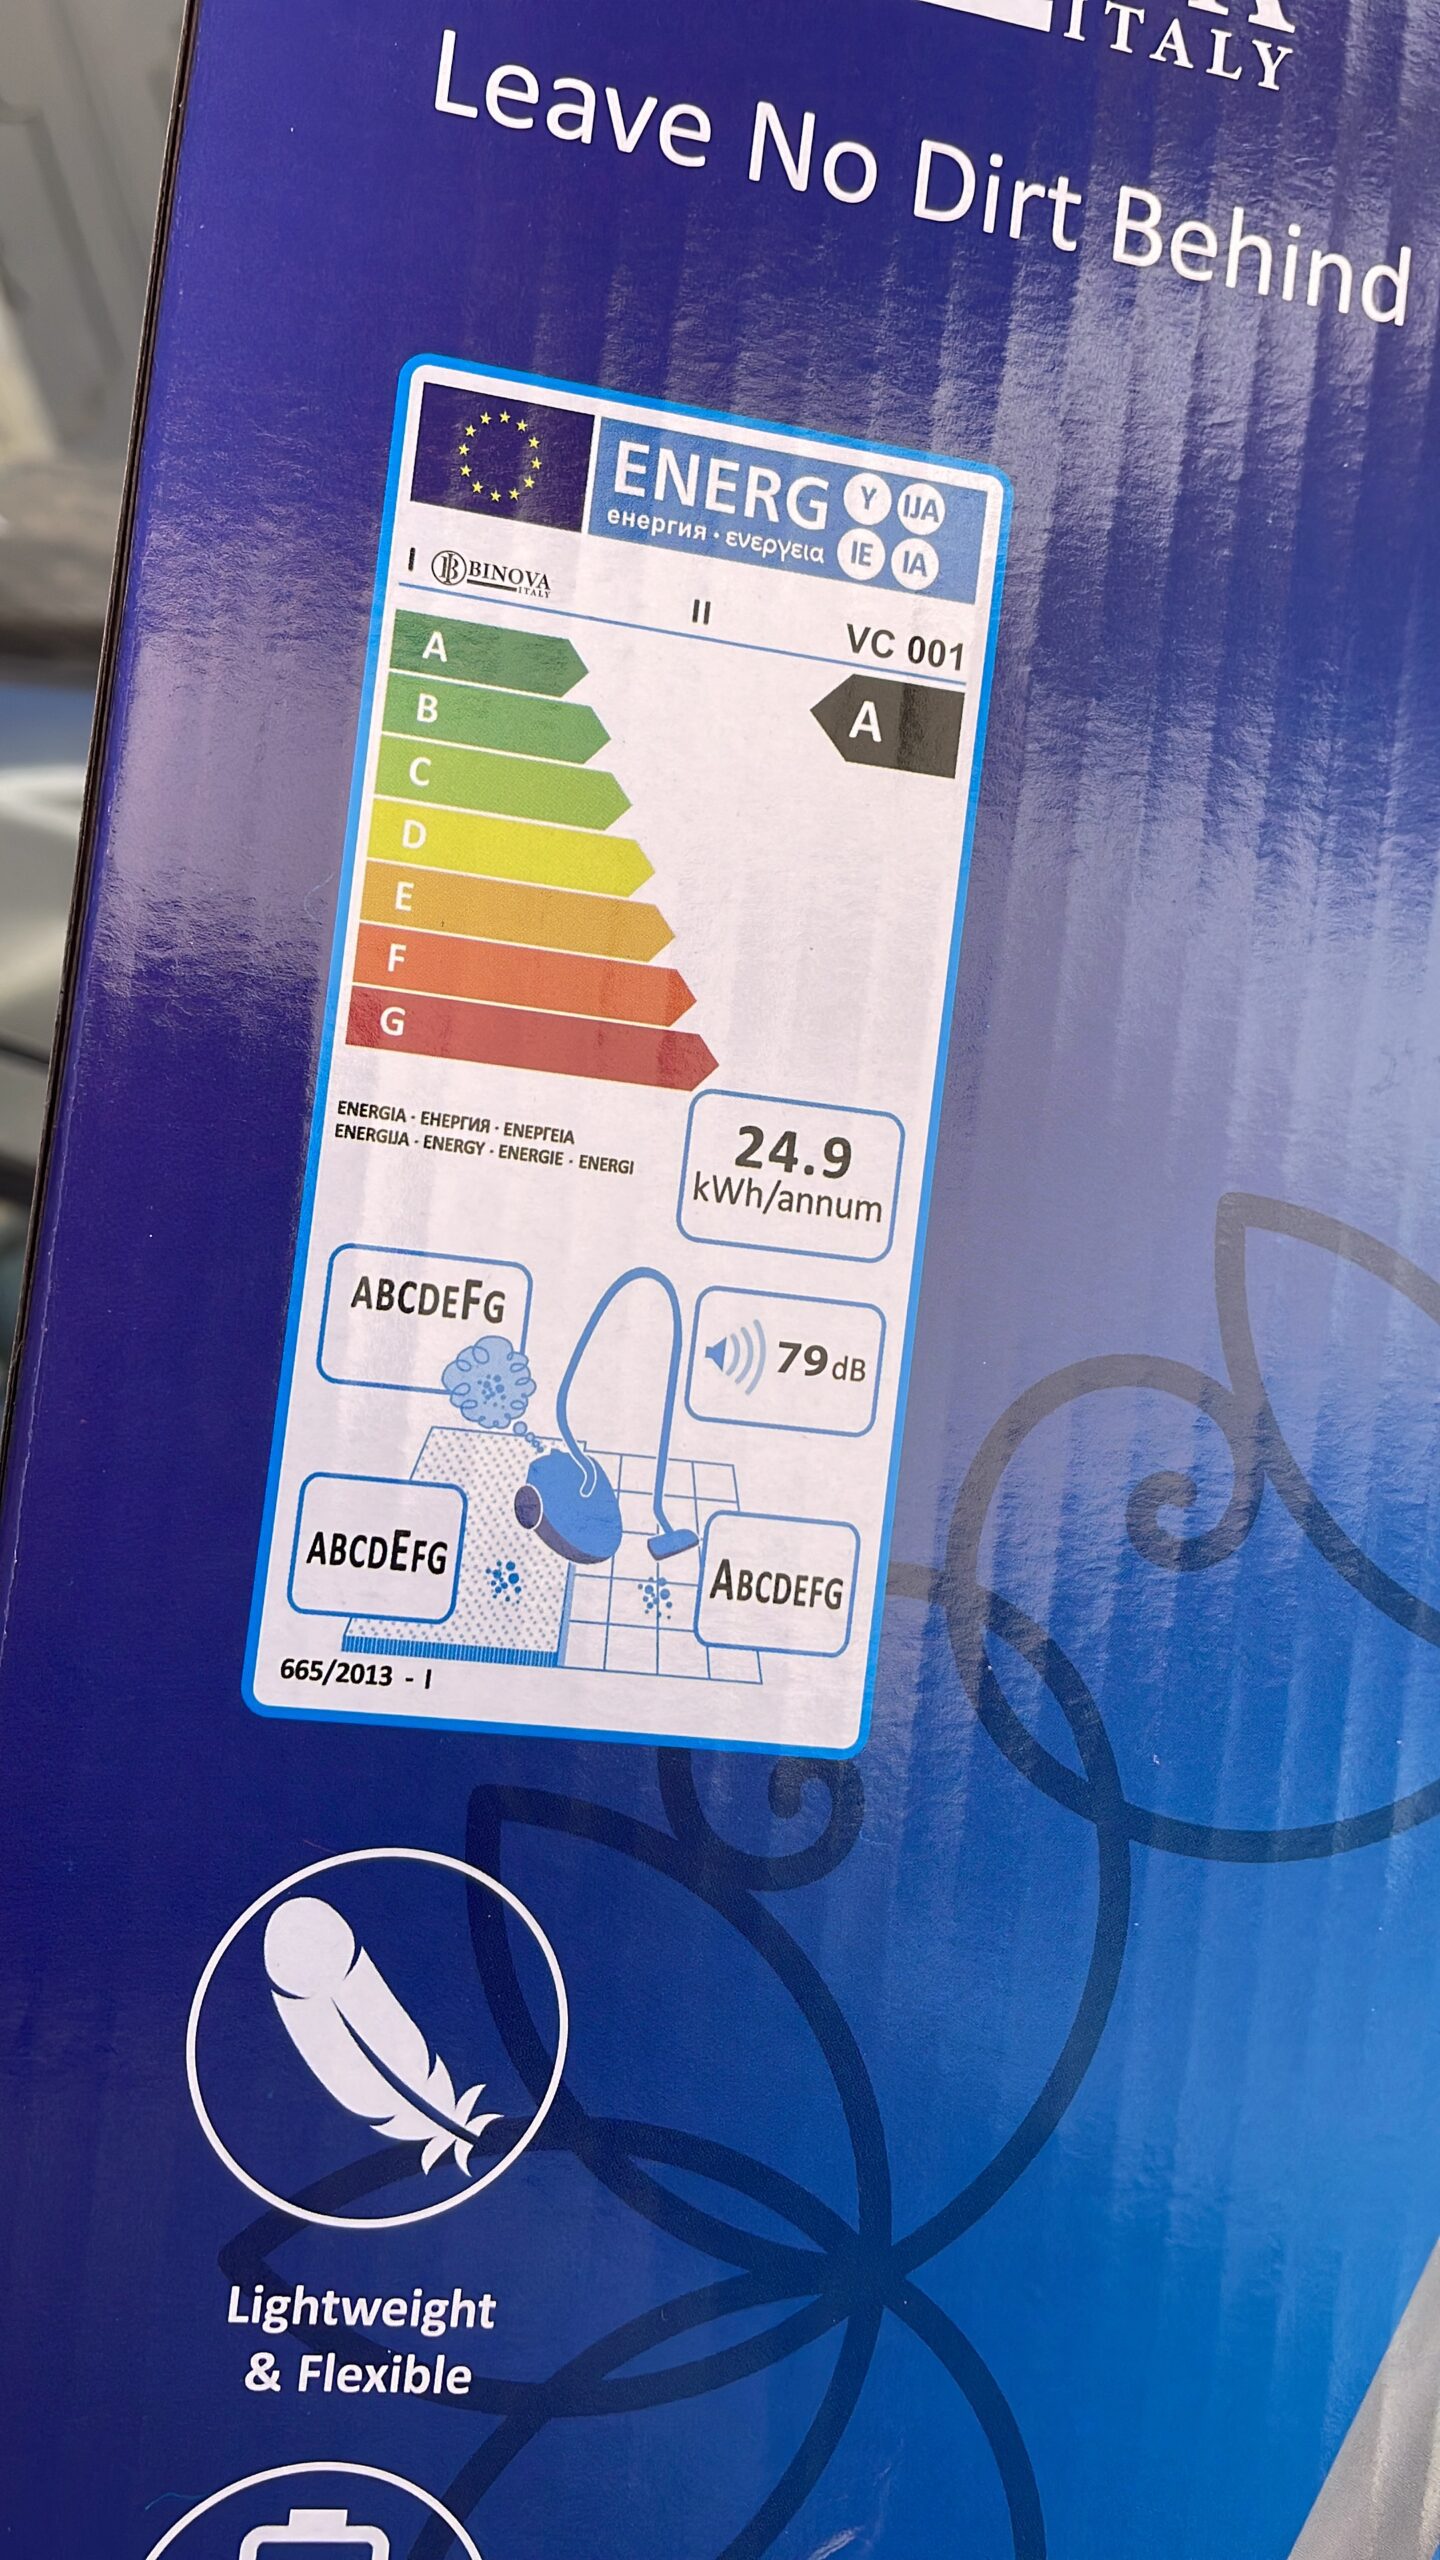 ITALY
Leave No Dirt Behind
ENERG Y IJA
енергия · ενεργεια IE IA
I BINOVA
ITALY
II
VC 001
A
A
B
C
D
E
F
G
ENERGIA · ЕНЕРГИЯ · ΕΝΕΡΓΕΙΑ
ENERGIJA · ENERGY · ENERGIE · ENERGI
24.9
kWh/annum
ABCDEFG
79dB
ABCDEFG
ABCDEFG
665/2013 - I
Lightweight
& Flexible